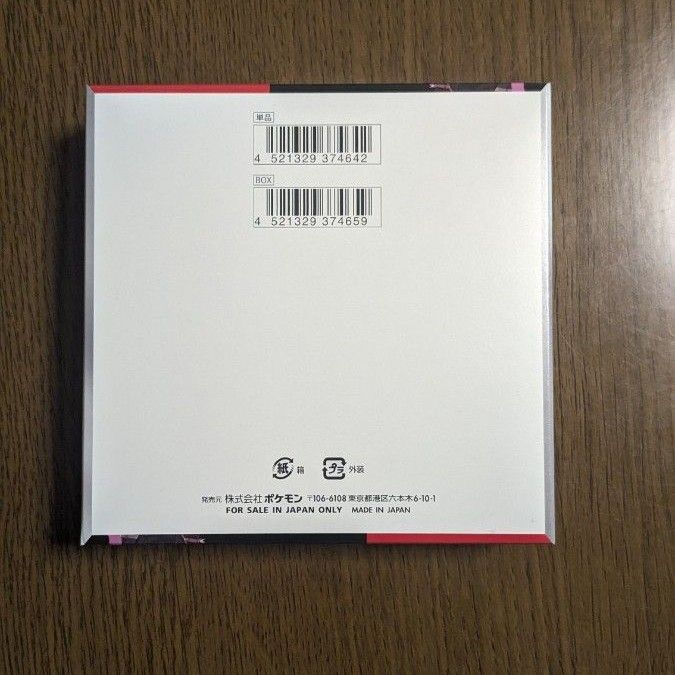 単品
4 521329 374642
BOX
4 521329 374659
紙 箱 プラ 外装
発売元 株式会社ポケモン 〒106-6108 東京都港区六本木6-10-1
FOR SALE IN JAPAN ONLY MADE IN JAPAN